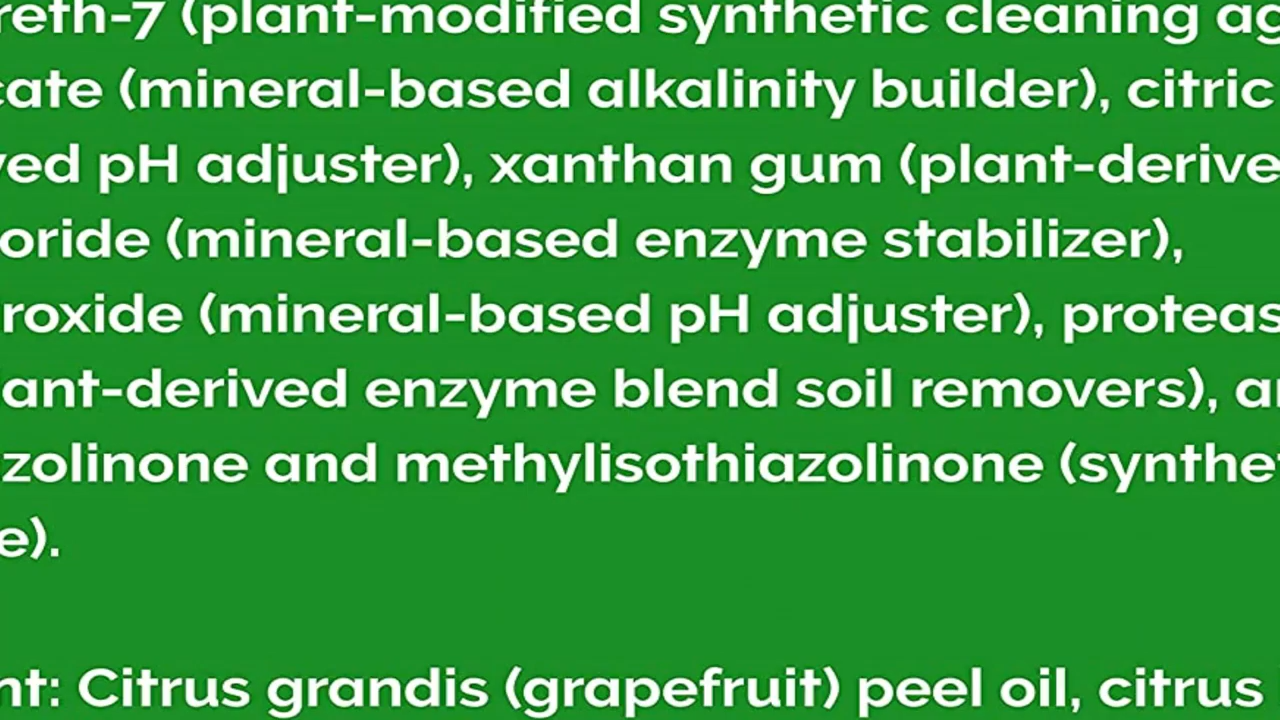 reth-7 (plant-modified synthetic cleaning ag
cate (mineral-based alkalinity builder), citric
ved pH adjuster), xanthan gum (plant-derive
oride (mineral-based enzyme stabilizer),
roxide (mineral-based pH adjuster), proteas
lant-derived enzyme blend soil removers), a
zolinone and methylisothiazolinone (synthet
e).
nt: Citrus grandis (grapefruit) peel oil, citrus